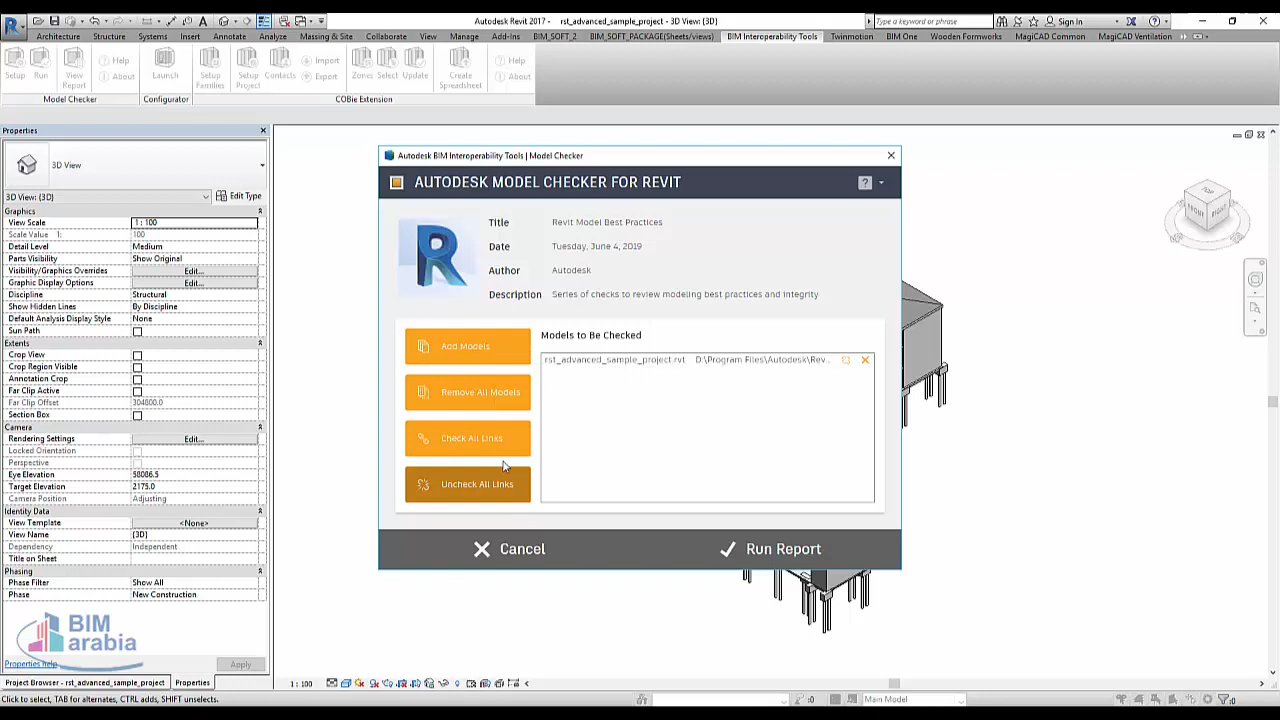 Autodesk Revit 2017 - rst_advanced_sample_project - 3D View: {3D}
Type a keyword or phrase
Sign In
Architecture Structure Systems Insert Annotate Analyze Massing & Site Collaborate View Manage Add-Ins BIM_SOFT_2 BIM_SOFT_PACKAGE(Sheets/views) BIM Interoperability Tools Twinmotion BIM One Wooden Formworks MagiCAD Common MagiCAD Ventilation
Setup Run View Report Help About
Launch
Setup Families Setup Project Contacts Import Export Zones Select Update Create Spreadsheet Help About
Model Checker Configurator COBie Extension
Properties
3D View
3D View: {3D} Edit Type
Graphics
View Scale 1 : 100
Scale Value 1: 100
Detail Level Medium
Parts Visibility Show Original
Visibility/Graphics Overrides Edit...
Graphic Display Options Edit...
Discipline Structural
Show Hidden Lines By Discipline
Default Analysis Display Style None
Sun Path
Extents
Crop View
Crop Region Visible
Annotation Crop
Far Clip Active
Far Clip Offset 304800.0
Section Box
Camera
Rendering Settings Edit...
Locked Orientation
Perspective
Eye Elevation 58086.5
Target Elevation 2175.0
Camera Position Adjusting
Identity Data
View Template <None>
View Name {3D}
Dependency Independent
Title on Sheet
Phasing
Phase Filter Show All
Phase New Construction
BIM
arabia
Properties help Apply
Project Browser - rst_advanced_sample_project Properties
Click to select, TAB for alternates, CTRL adds, SHIFT unselects.
Autodesk BIM Interoperability Tools | Model Checker
AUTODESK MODEL CHECKER FOR REVIT
?
R
Title Revit Model Best Practices
Date Tuesday, June 4, 2019
Author Autodesk
Description Series of checks to review modeling best practices and integrity
Add Models
Remove All Models
Check All Links
Uncheck All Links
Models to Be Checked
rst_advanced_sample_project.rvt D:\Program Files\Autodesk\Rev...
Cancel Run Report
TOP
FRONT RIGHT
1 : 100
:0 Main Model :0